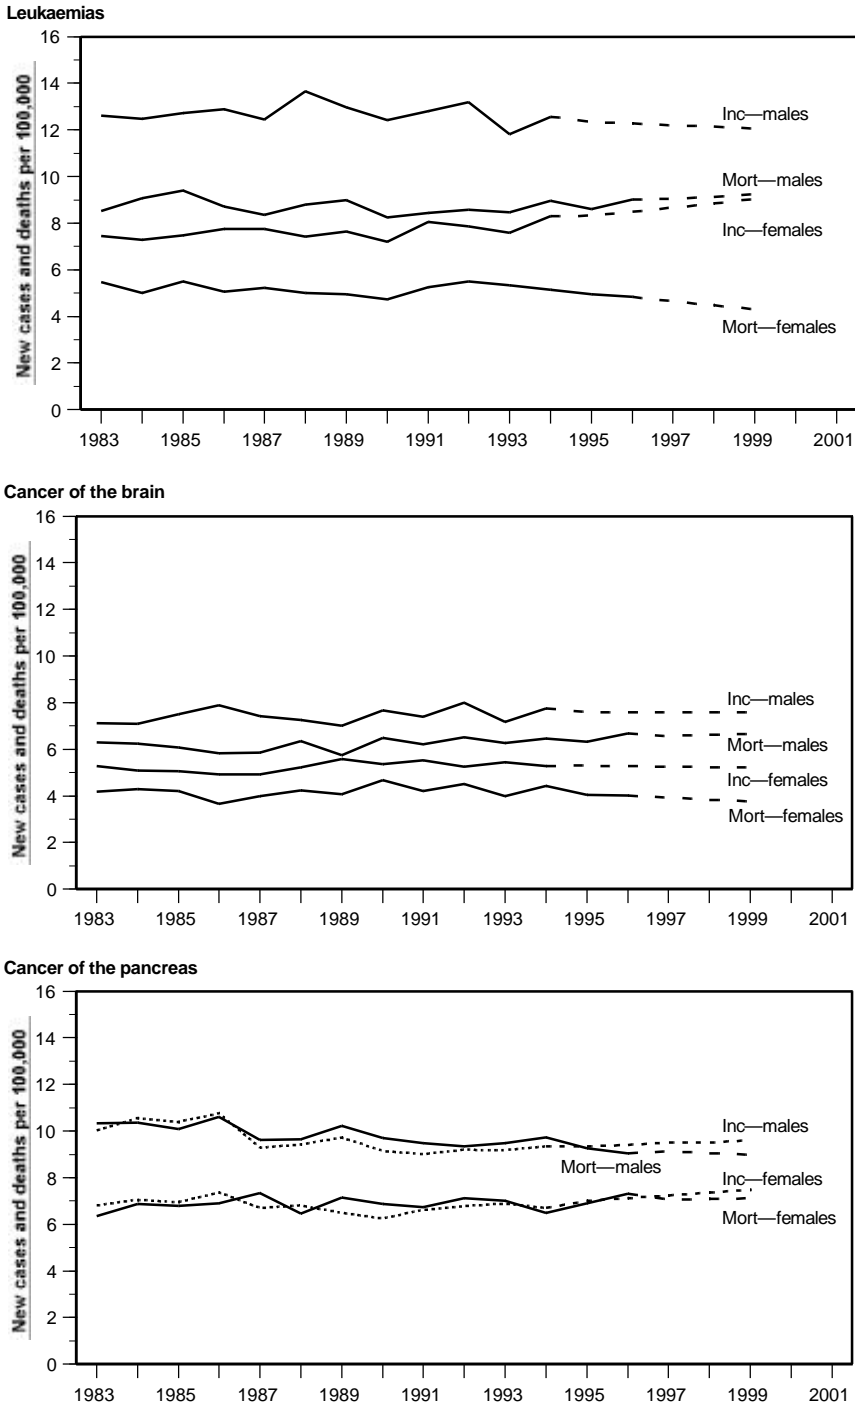 Leukaemias
New cases and deaths per 100,000
16
14
12
10
8
6
4
2
0
Inc—males
Mort—males
Inc—females
Mort—females
1983 1985 1987 1989 1991 1993 1995 1997 1999 2001
Cancer of the brain
New cases and deaths per 100,000
16
14
12
10
8
6
4
2
0
Inc—males
Mort—males
Inc—females
Mort—females
1983 1985 1987 1989 1991 1993 1995 1997 1999 2001
Cancer of the pancreas
New cases and deaths per 100,000
16
14
12
10
8
6
4
2
0
Inc—males
Mort—males
Inc—females
Mort—females
1983 1985 1987 1989 1991 1993 1995 1997 1999 2001